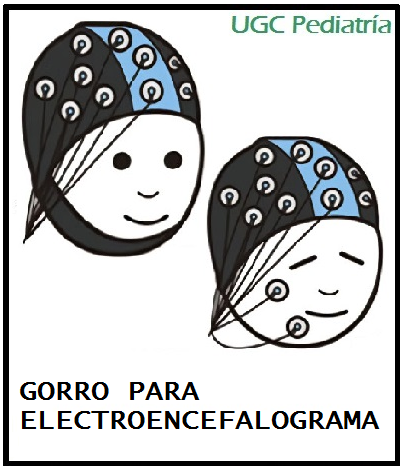 UGC Pediatría
GORRO PARA
ELECTROENCEFALOGRAMA